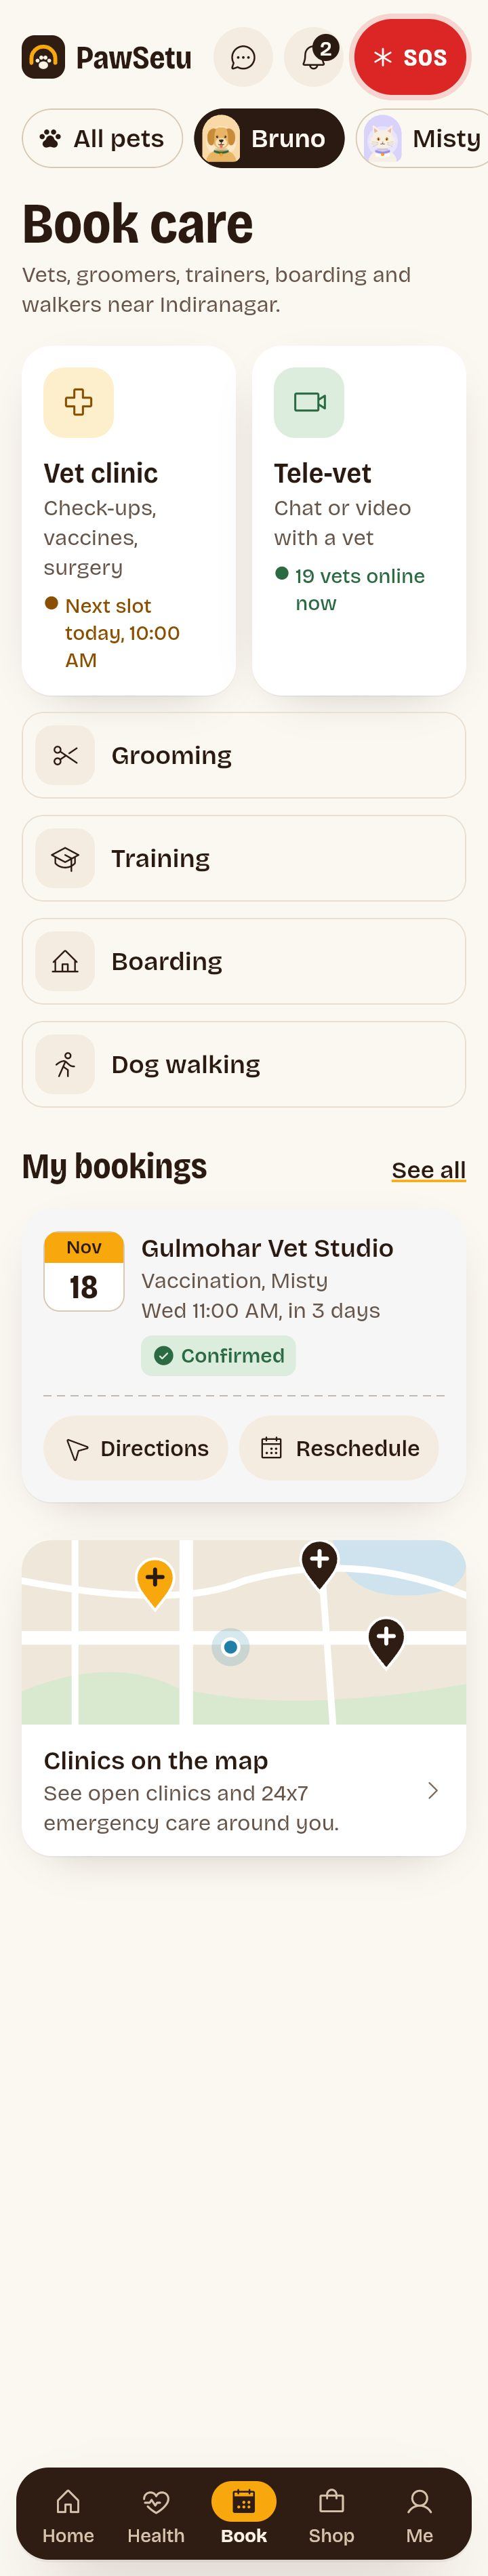 PawSetu
2
SOS
All pets
Bruno
Misty
Book care
Vets, groomers, trainers, boarding and
walkers near Indiranagar.
Vet clinic
Check-ups,
vaccines,
surgery
Next slot
today, 10:00
AM
Tele-vet
Chat or video
with a vet
19 vets online
now
Grooming
Training
Boarding
Dog walking
My bookings
See all
Nov
18
Gulmohar Vet Studio
Vaccination, Misty
Wed 11:00 AM, in 3 days
Confirmed
Directions
Reschedule
Clinics on the map
See open clinics and 24x7
emergency care around you.
Home
Health
Book
Shop
Me